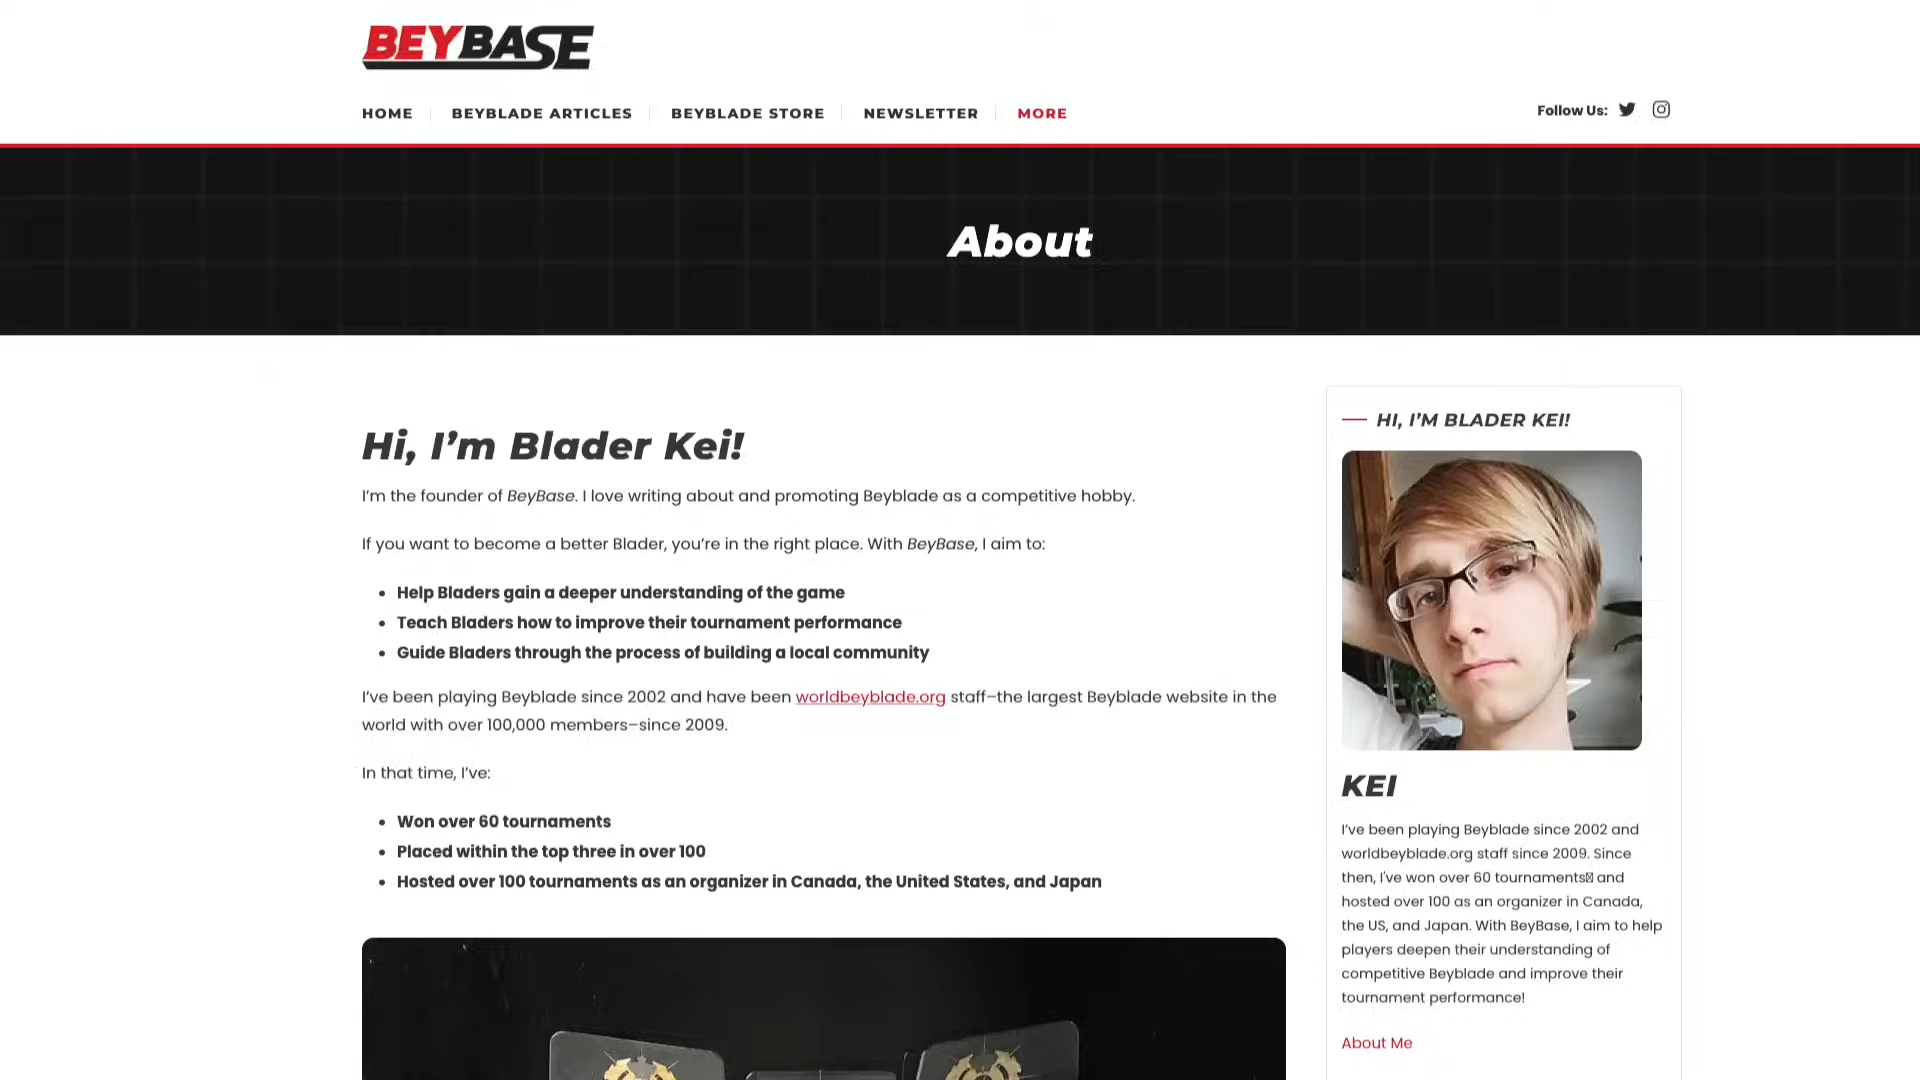 BEYBASE
HOME
BEYBLADE ARTICLES
BEYBLADE STORE
NEWSLETTER
MORE
Follow Us:
About
Hi, I’m Blader Kei!
I’m the founder of BeyBase. I love writing about and promoting Beyblade as a competitive hobby.
If you want to become a better Blader, you’re in the right place. With BeyBase, I aim to:
• Help Bladers gain a deeper understanding of the game
• Teach Bladers how to improve their tournament performance
• Guide Bladers through the process of building a local community
I’ve been playing Beyblade since 2002 and have been worldbeyblade.org staff–the largest Beyblade website in the
world with over 100,000 members–since 2009.
In that time, I’ve:
• Won over 60 tournaments
• Placed within the top three in over 100
• Hosted over 100 tournaments as an organizer in Canada, the United States, and Japan
HI, I’M BLADER KEI!
KEI
I’ve been playing Beyblade since 2002 and
worldbeyblade.org staff since 2009. Since
then, I've won over 60 tournaments and
hosted over 100 as an organizer in Canada,
the US, and Japan. With BeyBase, I aim to help
players deepen their understanding of
competitive Beyblade and improve their
tournament performance!
About Me